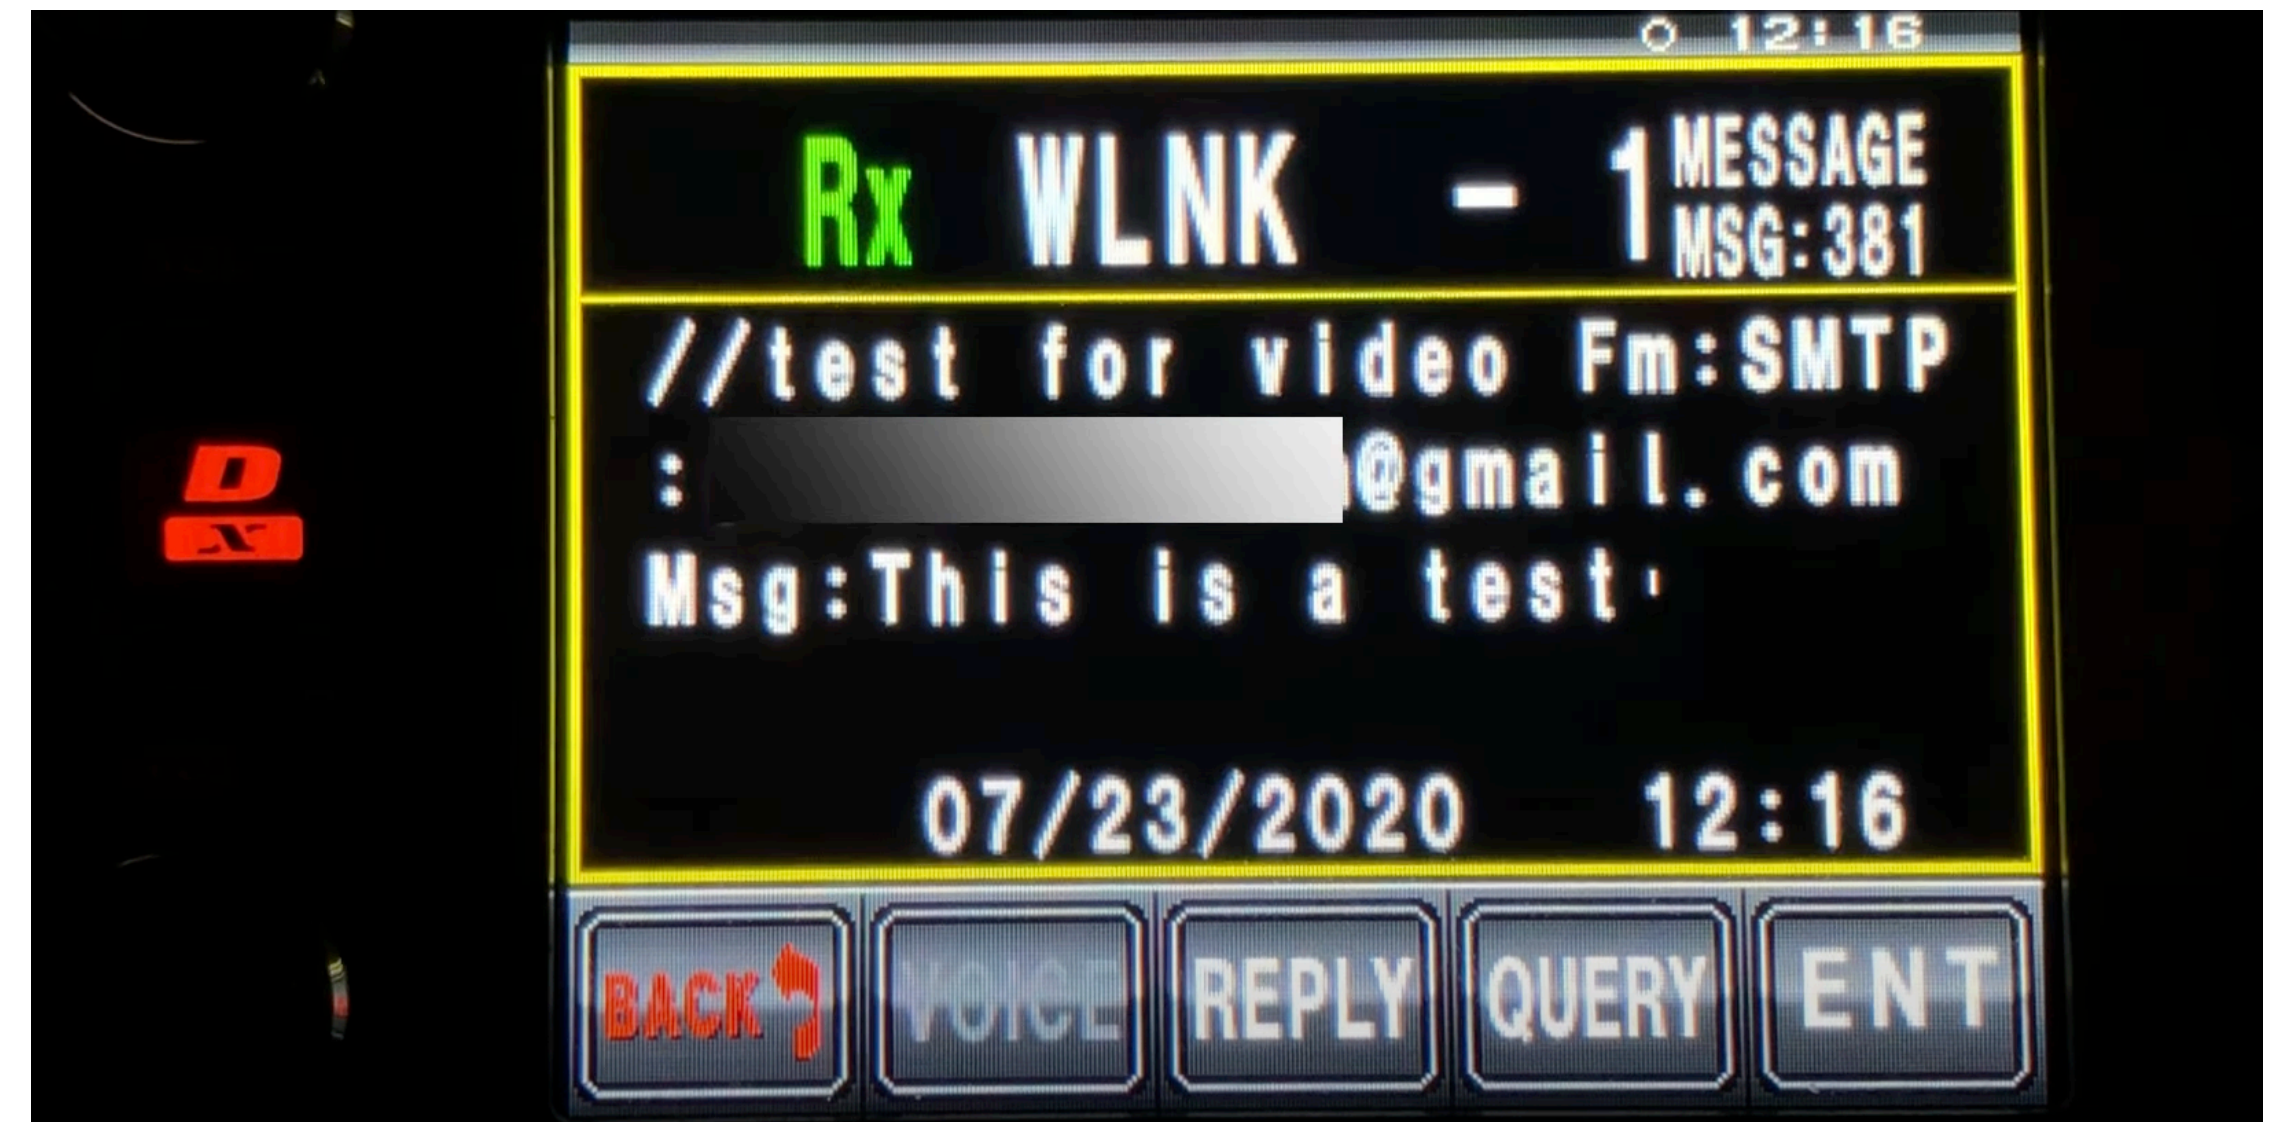 12:16
Rx WLNK - 1 MESSAGE
MSG:381
//test for video Fm:SMTP
: @gmail.com
Msg:This is a test
07/23/2020 12:16
D
X
BACK VOICE REPLY QUERY ENT